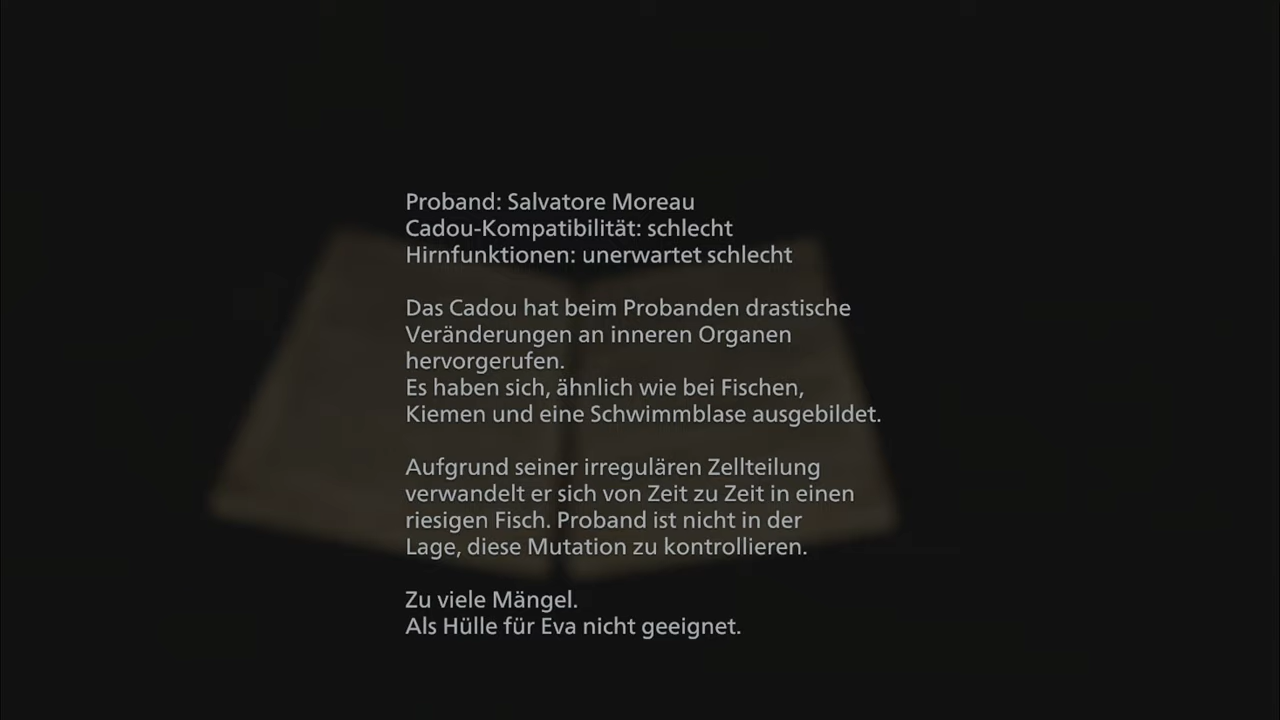 Proband: Salvatore Moreau
Cadou-Kompatibilität: schlecht
Hirnfunktionen: unerwartet schlecht
Das Cadou hat beim Probanden drastische
Veränderungen an inneren Organen
hervorgerufen.
Es haben sich, ähnlich wie bei Fischen,
Kiemen und eine Schwimmblase ausgebildet.
Aufgrund seiner irregulären Zellteilung
verwandelt er sich von Zeit zu Zeit in einen
riesigen Fisch. Proband ist nicht in der
Lage, diese Mutation zu kontrollieren.
Zu viele Mängel.
Als Hülle für Eva nicht geeignet.